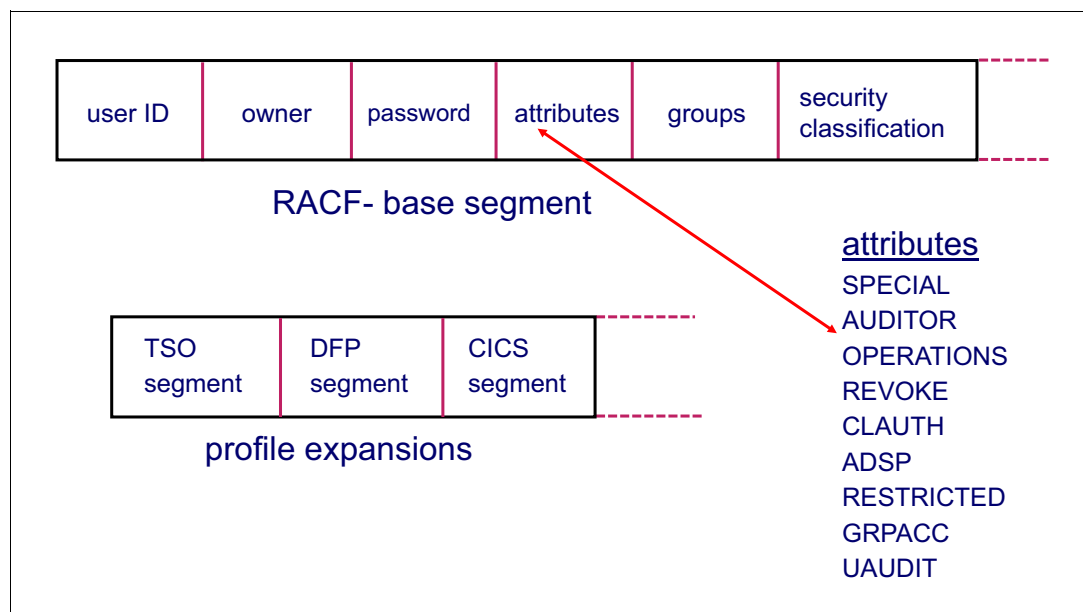 user ID
owner
password
attributes
groups
security
classification
RACF- base segment
attributes
SPECIAL
AUDITOR
OPERATIONS
REVOKE
CLAUTH
ADSP
RESTRICTED
GRPACC
UAUDIT
TSO
segment
DFP
segment
CICS
segment
profile expansions